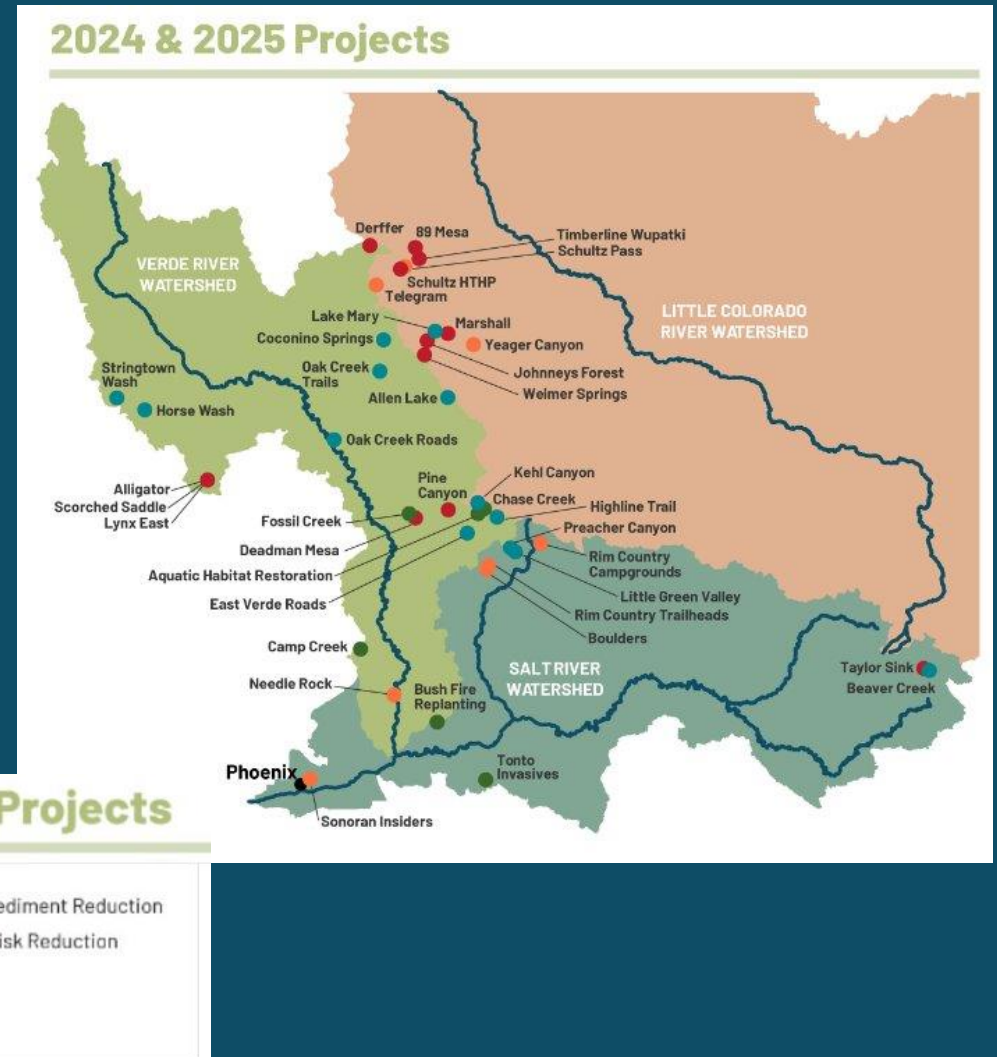 2024 & 2025 Projects
Derffer
89 Mesa
Timberline Wupatki
Schultz Pass
VERDE RIVER
WATERSHED
Schultz HTHP
Telegram
LITTLE COLORADO
RIVER WATERSHED
Lake Mary
Marshall
Coconino Springs
Yeager Canyon
Stringtown
Wash
Oak Creek
Trails
Johnneys Forest
Weimer Springs
Allen Lake
Horse Wash
Oak Creek Roads
Alligator
Scorched Saddle
Lynx East
Pine
Canyon
Kehl Canyon
Chase Creek
Highline Trail
Fossil Creek
Preacher Canyon
Deadman Mesa
Rim Country
Campgrounds
Aquatic Habitat Restoration
Little Green Valley
East Verde Roads
Rim Country Trailheads
Boulders
Camp Creek
SALT RIVER
WATERSHED
Taylor Sink
Beaver Creek
Needle Rock
Bush Fire
Replanting
Phoenix
Tonto
Invasives
Sonoran Insiders
Projects
ediment Reduction
isk Reduction